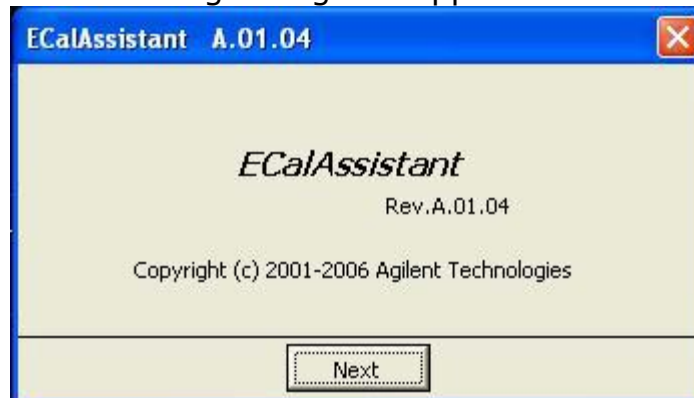 ECalAssistant A.01.04
ECalAssistant
Rev.A.01.04
Copyright (c) 2001-2006 Agilent Technologies
Next